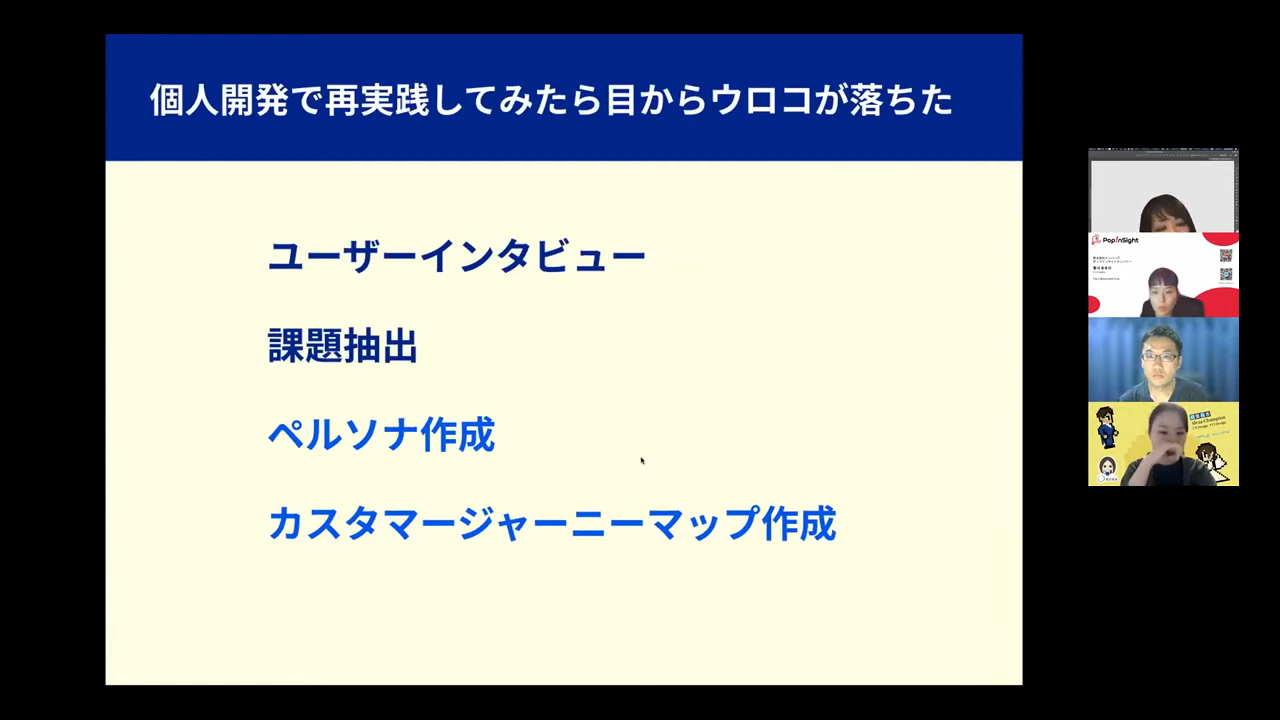 個人開発で再実践してみたら目からウロコが落ちた
ユーザーインタビュー
課題抽出
ペルソナ作成
カスタマージャーニーマップ作成
PopInSight
Alexa Champion